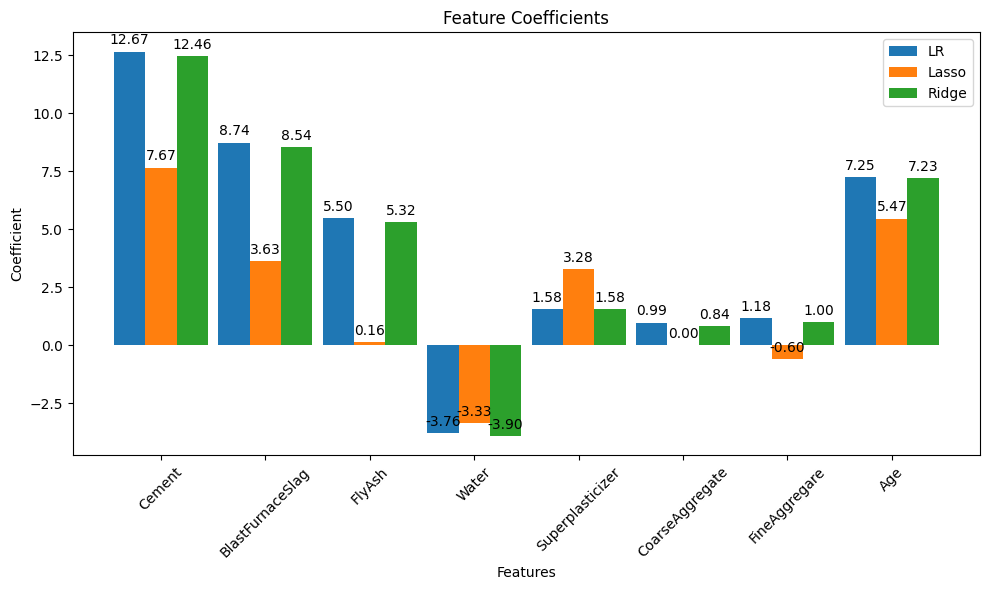 Feature Coefficients
LR
Lasso
Ridge
Coefficient
12.5
10.0
7.5
5.0
2.5
0.0
−2.5
12.67
7.67
12.46
8.74
3.63
8.54
5.50
0.16
5.32
-3.76
-3.33
-3.90
1.58
3.28
1.58
0.99
0.00
0.84
1.18
-0.60
1.00
7.25
5.47
7.23
Cement
BlastFurnaceSlag
FlyAsh
Water
Superplasticizer
CoarseAggregate
FineAggregare
Age
Features